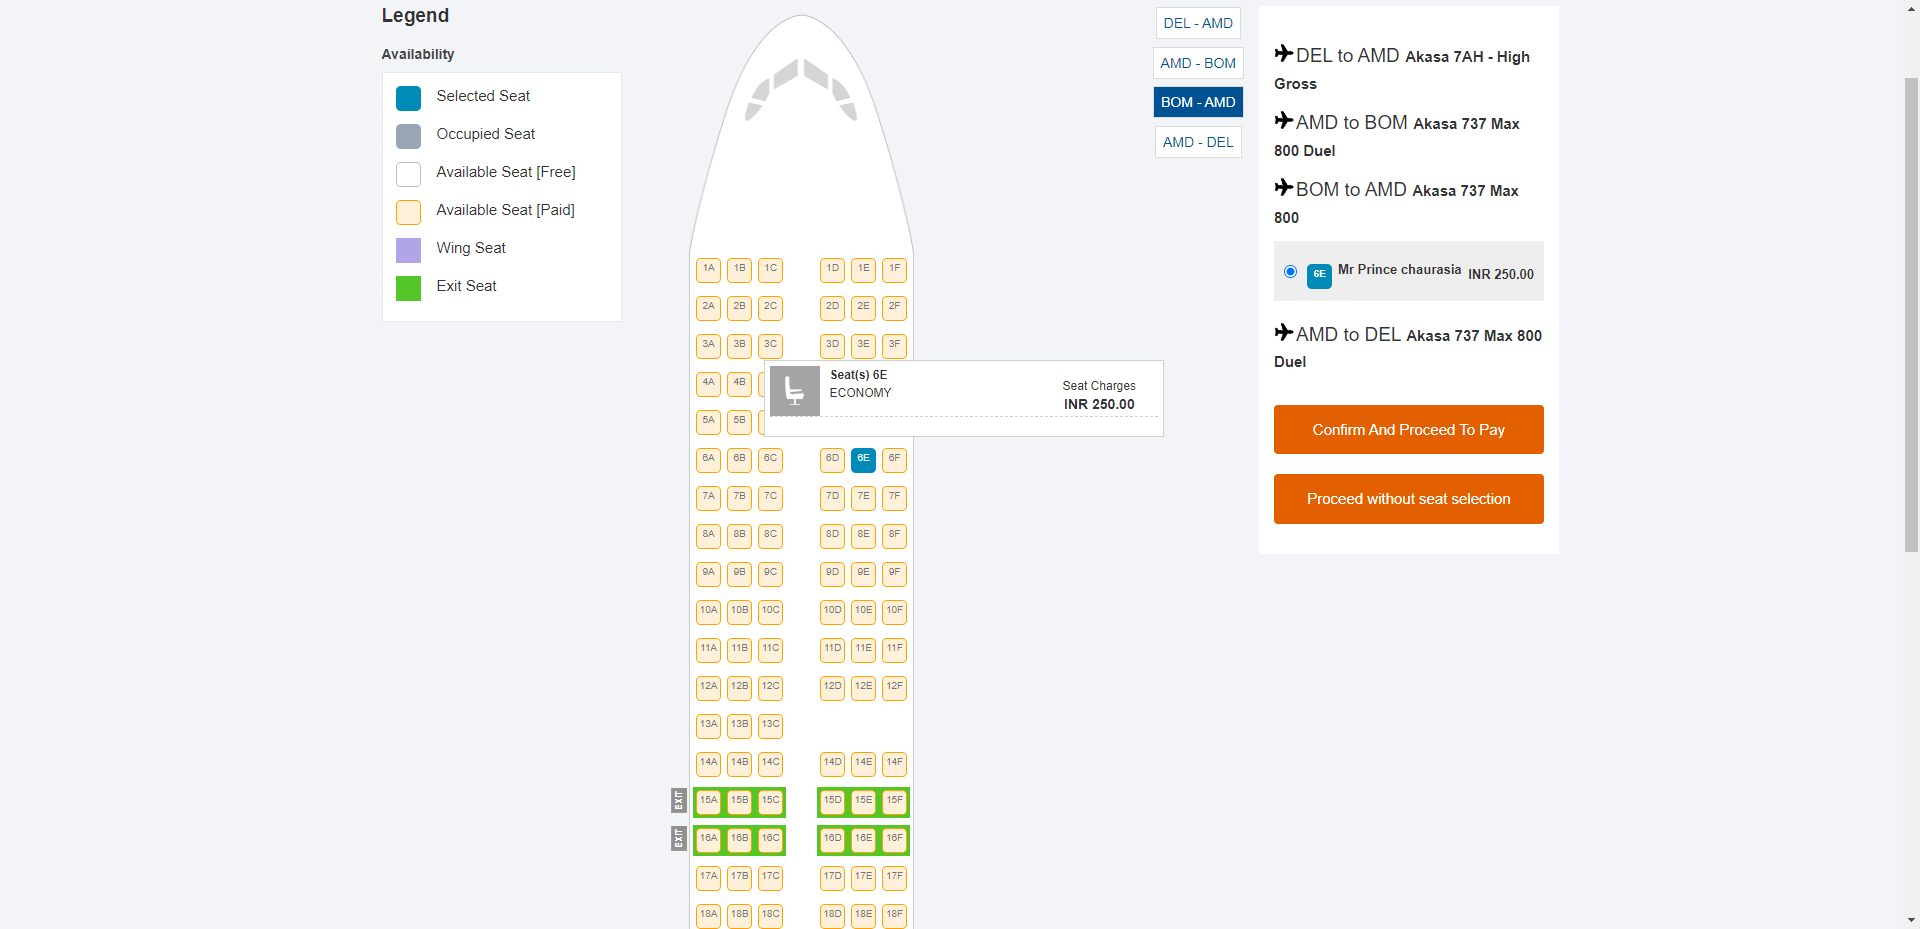 Legend
Availability
Selected Seat
Occupied Seat
Available Seat [Free]
Available Seat [Paid]
Wing Seat
Exit Seat
1A 1B 1C 1D 1E 1F
2A 2B 2C 2D 2E 2F
3A 3B 3C 3D 3E 3F
4A 4B
5A 5B
Seat(s) 6E
ECONOMY
Seat Charges
INR 250.00
6A 6B 6C 6D 6E 6F
7A 7B 7C 7D 7E 7F
8A 8B 8C 8D 8E 8F
9A 9B 9C 9D 9E 9F
10A 10B 10C 10D 10E 10F
11A 11B 11C 11D 11E 11F
12A 12B 12C 12D 12E 12F
13A 13B 13C
14A 14B 14C 14D 14E 14F
EXIT 15A 15B 15C 15D 15E 15F
EXIT 16A 16B 16C 16D 16E 16F
17A 17B 17C 17D 17E 17F
18A 18B 18C 18D 18E 18F
DEL - AMD
AMD - BOM
BOM - AMD
AMD - DEL
DEL to AMD Akasa 7AH - High
Gross
AMD to BOM Akasa 737 Max
800 Duel
BOM to AMD Akasa 737 Max
800
6E Mr Prince chaurasia INR 250.00
AMD to DEL Akasa 737 Max 800
Duel
Confirm And Proceed To Pay
Proceed without seat selection